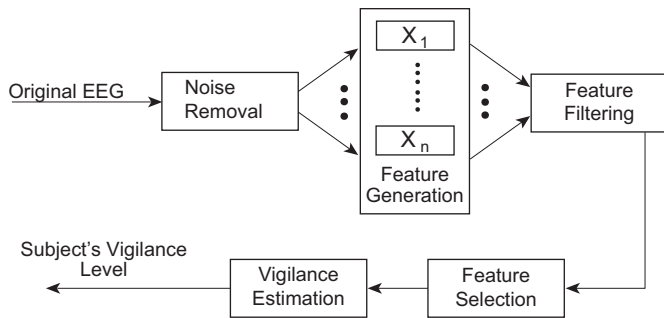 Original EEG
Noise
Removal
X1
Xn
Feature
Generation
Feature
Filtering
Subject's Vigilance
Level
Vigilance
Estimation
Feature
Selection